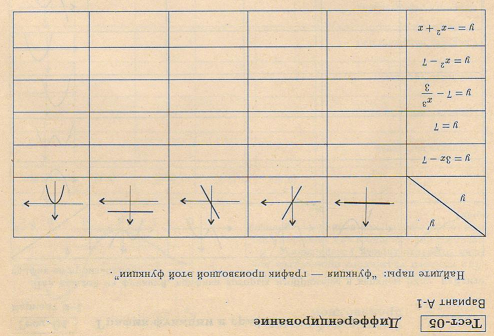 Тест-05 Дифференцирование
Вариант А-1
Найдите пары: "функция — график производной этой функции".
y'
y
y = 3x − 7
y = 7
y = 7 − x³/3
y = x² − 7
y = −x² + x